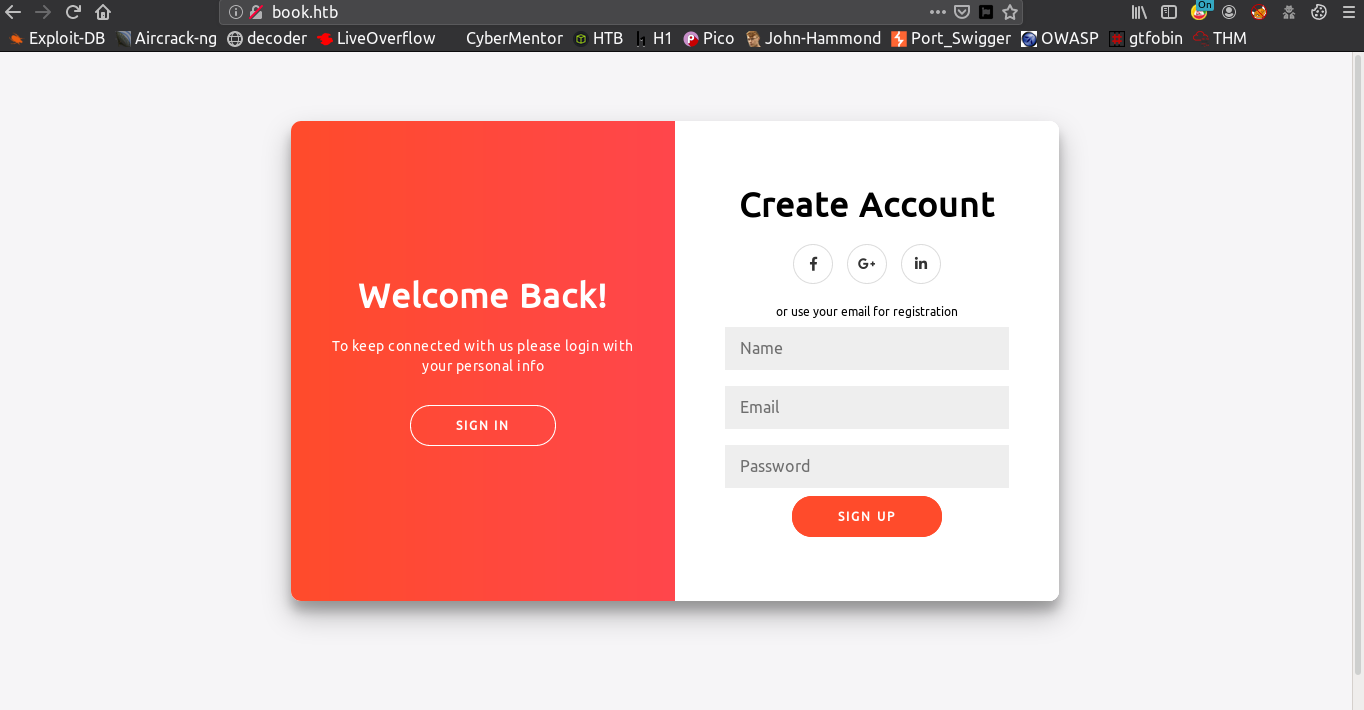 book.htb
On
Exploit-DB Aircrack-ng decoder LiveOverflow CyberMentor HTB H1 Pico John-Hammond Port_Swigger OWASP gtfobin THM
Welcome Back!
To keep connected with us please login with
your personal info
SIGN IN
Create Account
or use your email for registration
Name
Email
Password
SIGN UP